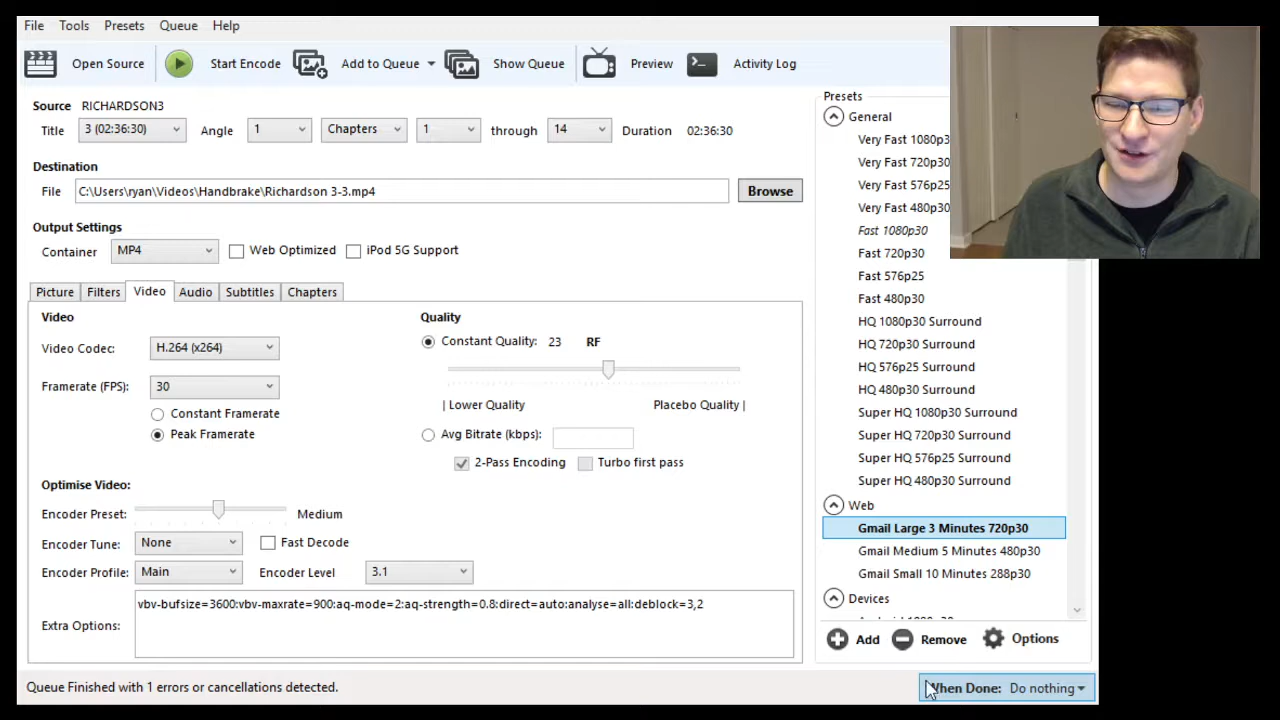 File Tools Presets Queue Help
Open Source Start Encode Add to Queue Show Queue Preview Activity Log
Source RICHARDSON3
Title 3 (02:36:30) Angle 1 Chapters 1 through 14 Duration 02:36:30
Destination
File C:\Users\ryan\Videos\Handbrake\Richardson 3-3.mp4 Browse
Output Settings
Container MP4 Web Optimized iPod 5G Support
Picture Filters Video Audio Subtitles Chapters
Video
Video Codec: H.264 (x264)
Framerate (FPS): 30
Constant Framerate
Peak Framerate
Quality
Constant Quality: 23 RF
| Lower Quality Placebo Quality |
Avg Bitrate (kbps):
2-Pass Encoding Turbo first pass
Optimise Video:
Encoder Preset: Medium
Encoder Tune: None Fast Decode
Encoder Profile: Main Encoder Level 3.1
Extra Options: vbv-bufsize=3600:vbv-maxrate=900:aq-mode=2:aq-strength=0.8:direct=auto:analyse=all:deblock=3,2
Presets
General
Very Fast 1080p3
Very Fast 720p30
Very Fast 576p25
Very Fast 480p30
Fast 1080p30
Fast 720p30
Fast 576p25
Fast 480p30
HQ 1080p30 Surround
HQ 720p30 Surround
HQ 576p25 Surround
HQ 480p30 Surround
Super HQ 1080p30 Surround
Super HQ 720p30 Surround
Super HQ 576p25 Surround
Super HQ 480p30 Surround
Web
Gmail Large 3 Minutes 720p30
Gmail Medium 5 Minutes 480p30
Gmail Small 10 Minutes 288p30
Devices
Add Remove Options
Queue Finished with 1 errors or cancellations detected. When Done: Do nothing